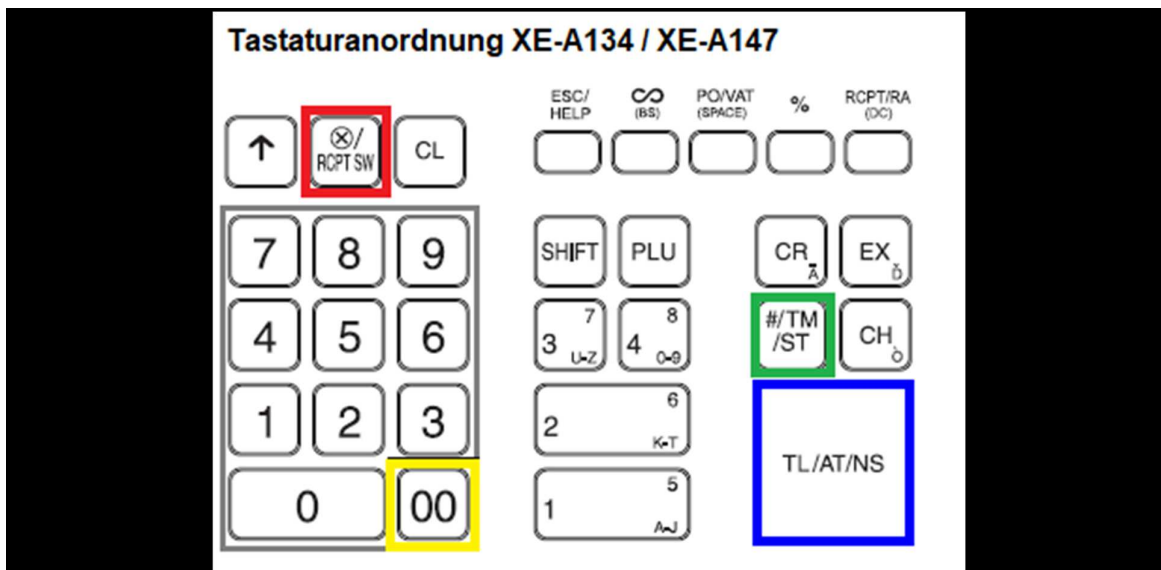 Tastaturanordnung XE-A134 / XE-A147
ESC/
HELP
(BS)
PO/VAT
(SPACE)
%
RCPT/RA
(DC)
↑
⊗/
RCPT SW
CL
7 8 9
SHIFT PLU
CR Ā
EX Ď
4 5 6
3 7 U-Z
4 8 0-9
#/TM
/ST
CH Ò
1 2 3
2 6 K-T
TL/AT/NS
0 00
1 5 A-J